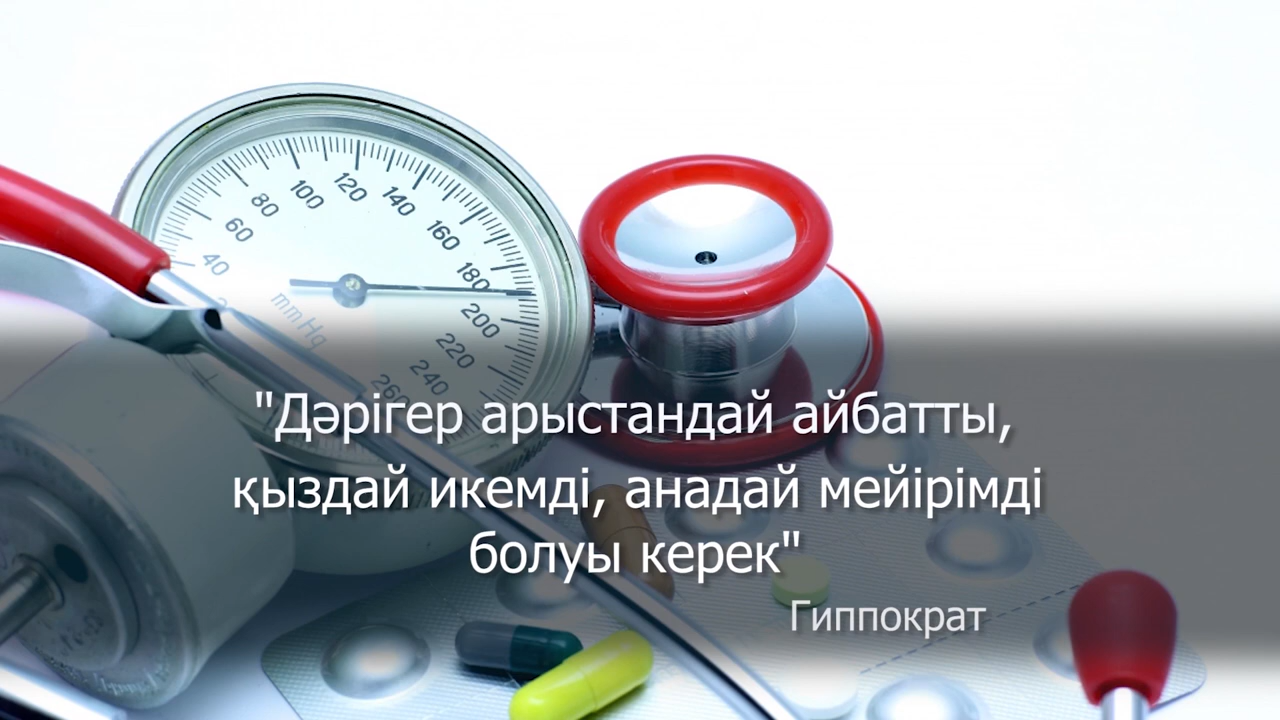 40
60
80
100
120
140
160
180
200
220
240
260
mmHg
"Дәрігер арыстандай айбатты,
қыздай икемді, анадай мейірімді
болуы керек"
Гиппократ